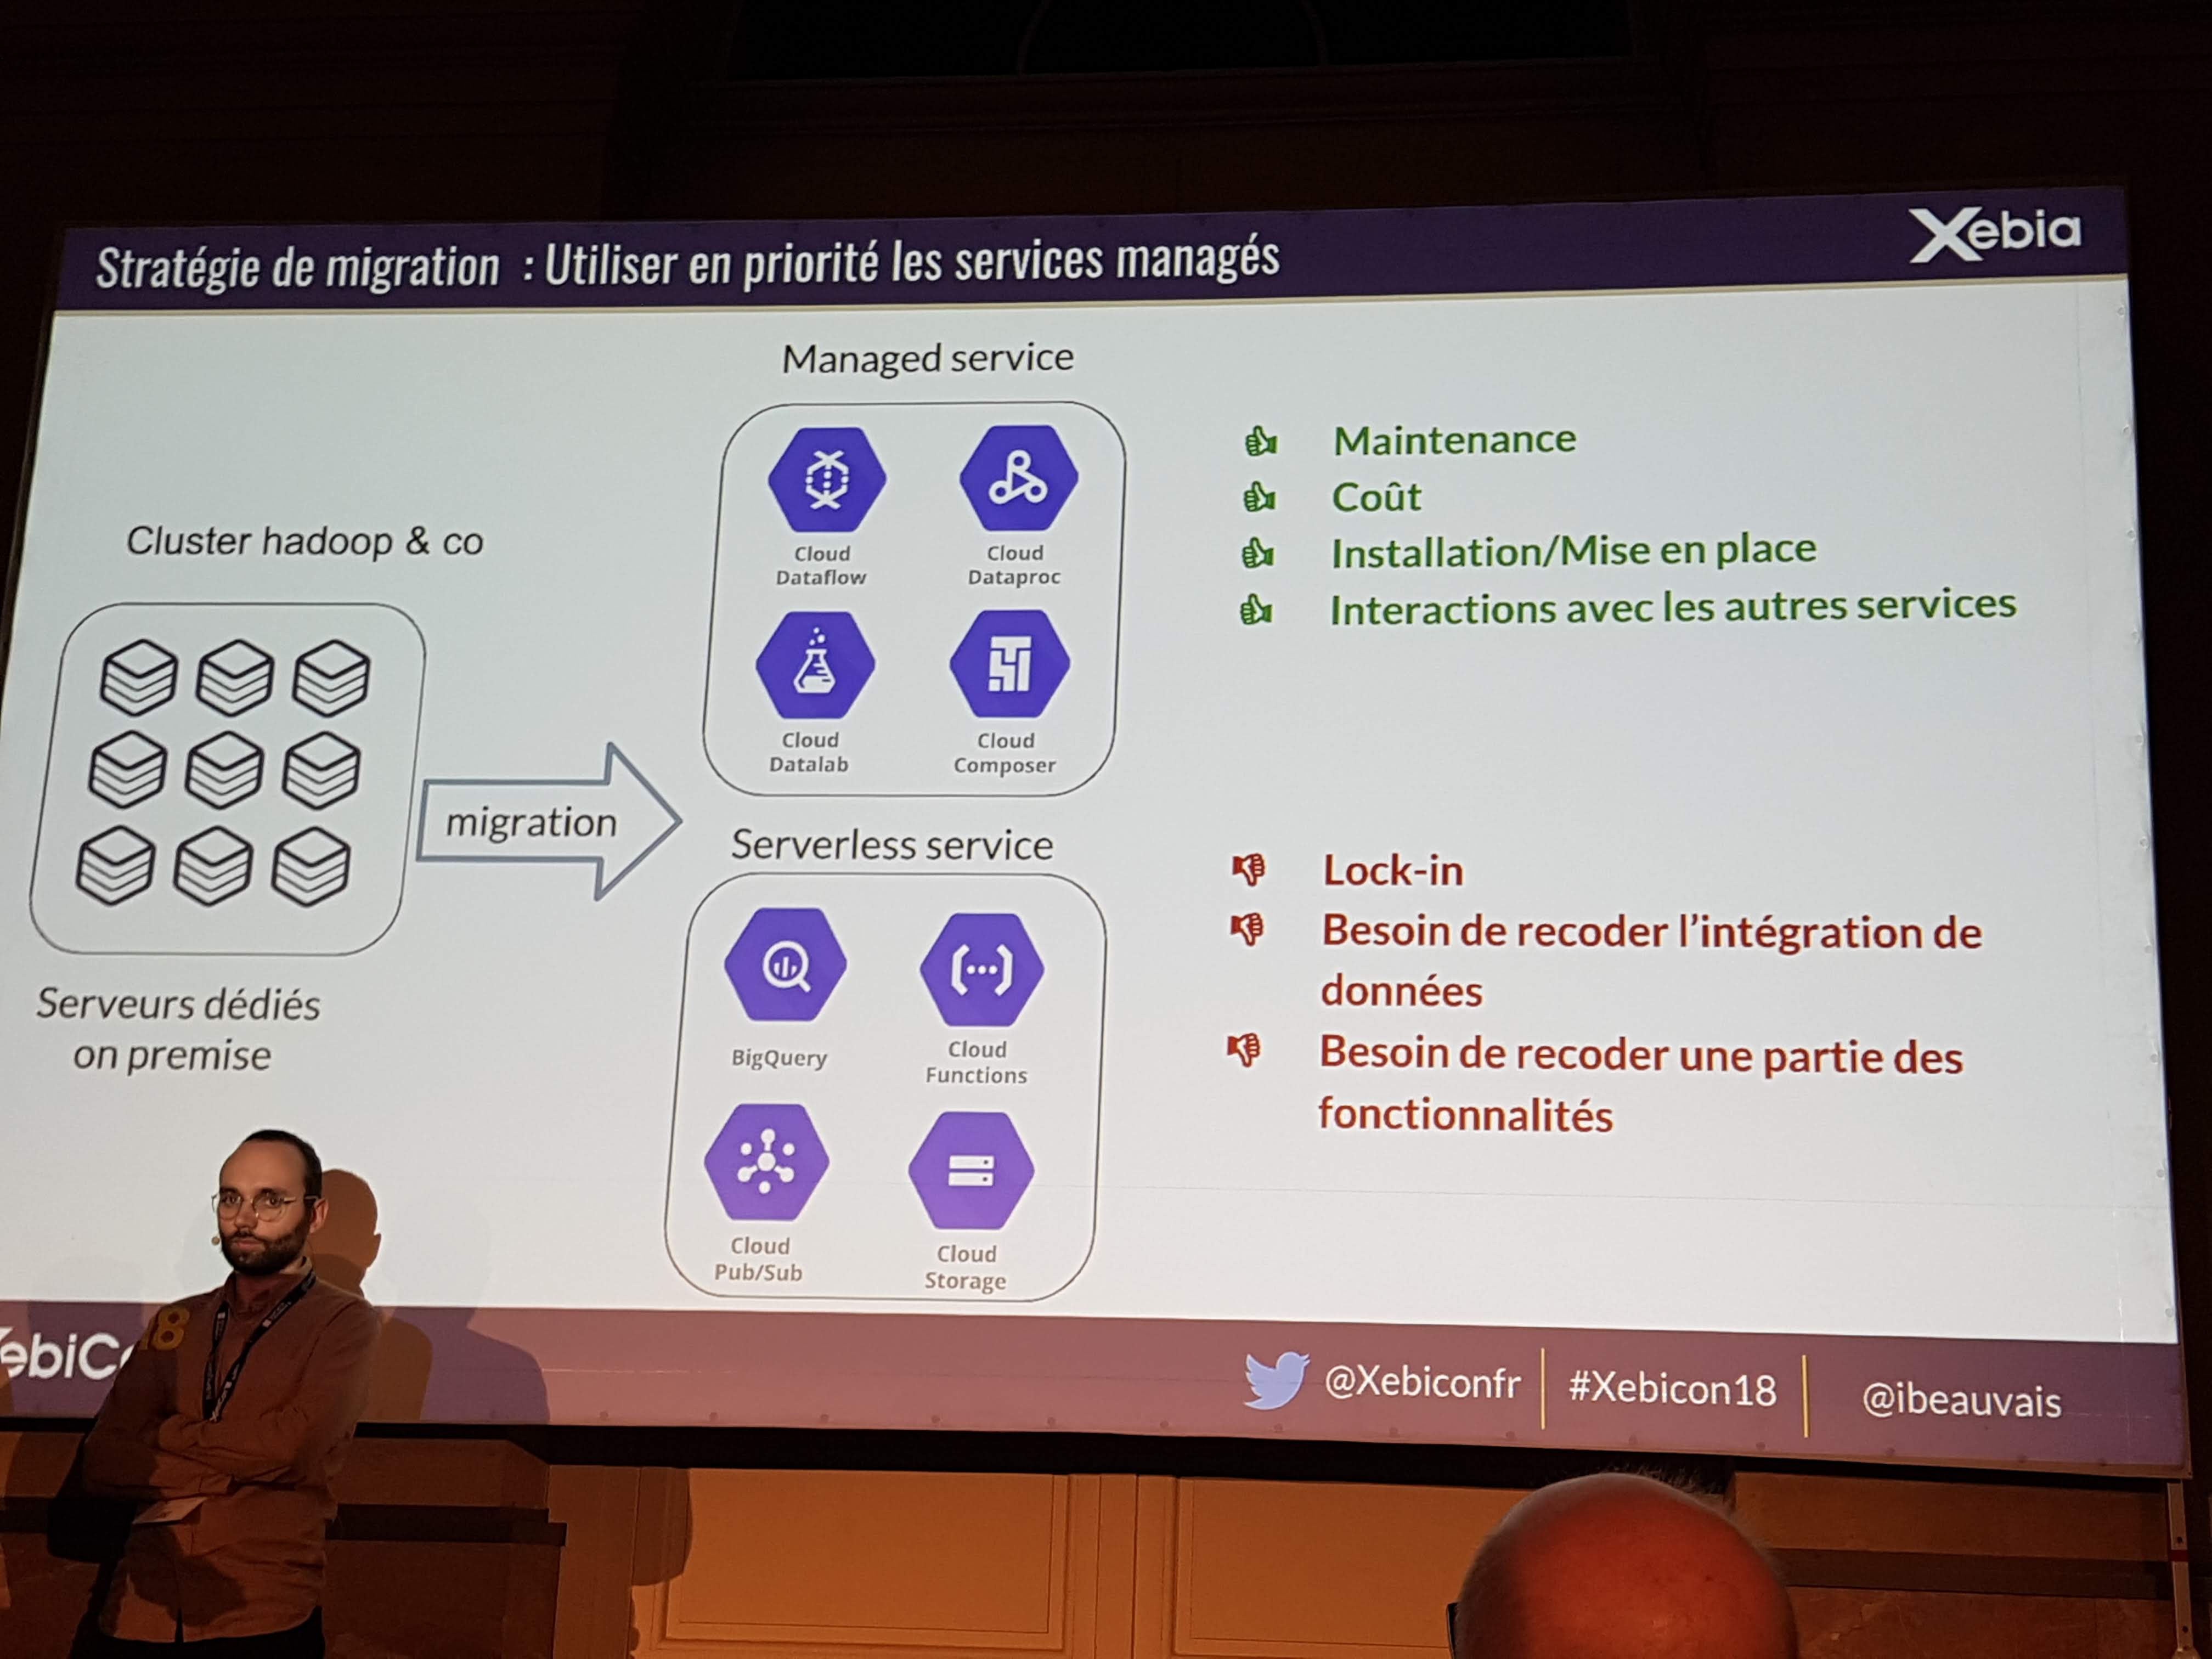 Stratégie de migration : Utiliser en priorité les services managés
Xebia
Cluster hadoop & co
Serveurs dédiés
on premise
migration
Managed service
Cloud
Dataflow
Cloud
Dataproc
Cloud
Datalab
Cloud
Composer
Serverless service
BigQuery
Cloud
Functions
Cloud
Pub/Sub
Cloud
Storage
Maintenance
Coût
Installation/Mise en place
Interactions avec les autres services
Lock-in
Besoin de recoder l'intégration de
données
Besoin de recoder une partie des
fonctionnalités
ebiC 18
@Xebiconfr
#Xebicon18
@ibeauvais